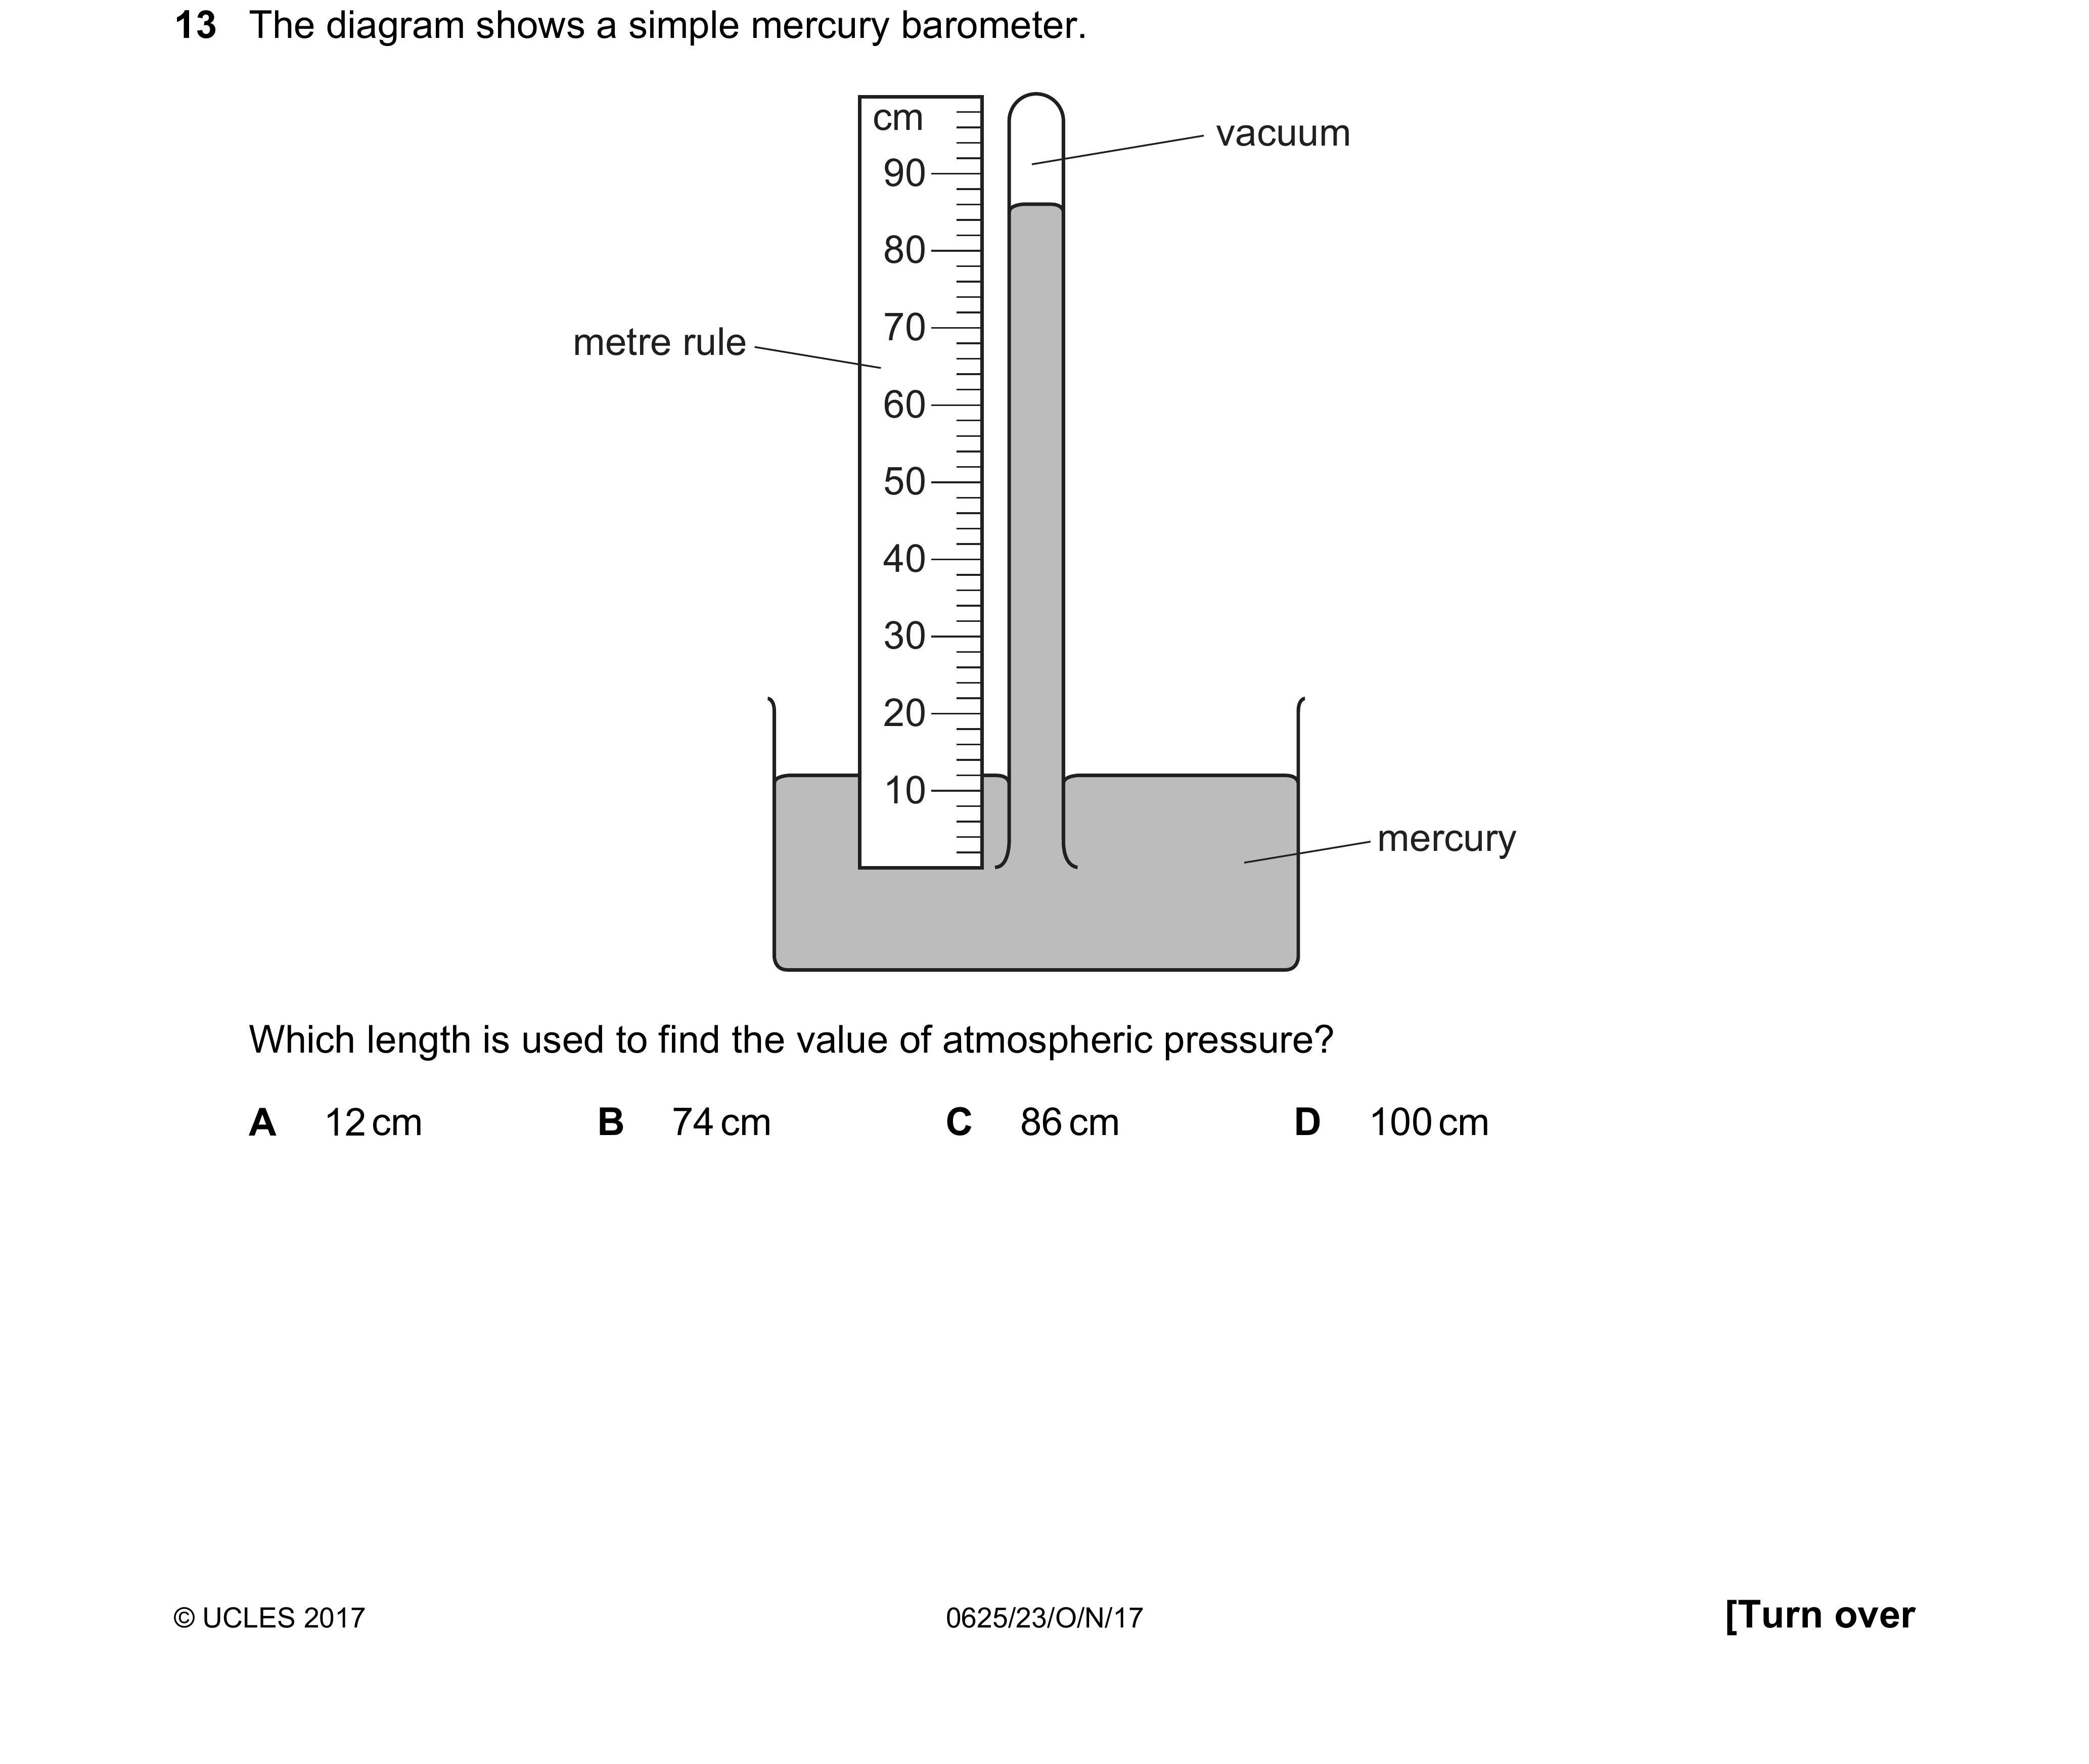 13 The diagram shows a simple mercury barometer.
cm
vacuum
90
80
70
metre rule
60
50
40
30
20
10
mercury
Which length is used to find the value of atmospheric pressure?
A 12 cm B 74 cm C 86 cm D 100 cm
© UCLES 2017 0625/23/O/N/17 [Turn over